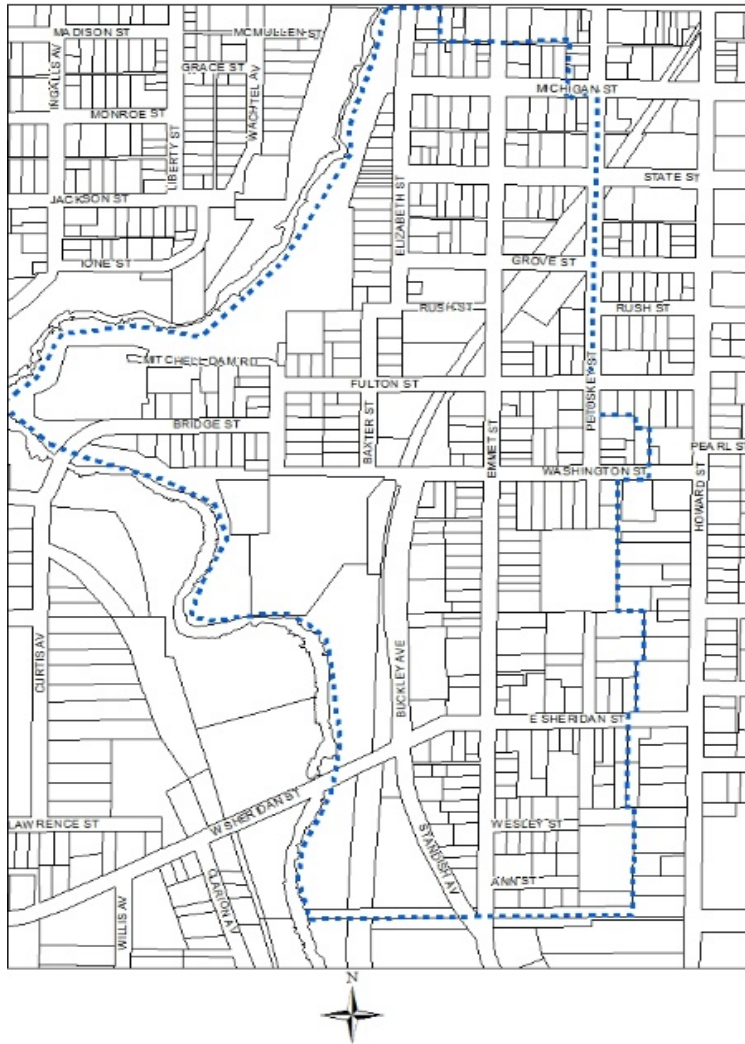 MADISON ST
MCMULLEN ST
INGALLS AV
GRACE ST
WACHTEL AV
MICHIGAN ST
MONROE ST
LIBERTY ST
STATE ST
JACKSON ST
ELIZABETH ST
IONE ST
GROVE ST
RUSH ST
RUSH ST
MITCHELL DAM RD
FULTON ST
PETOSKEY ST
BRIDGE ST
BAXTER ST
EMMET ST
PEARL ST
WASHINGTON ST
HOWARD ST
CURTIS AV
BUCKLEY AVE
E SHERIDAN ST
W SHERIDAN ST
LAWRENCE ST
STANDISH AV
WESLEY ST
CLARION AV
ANN ST
WILLIS AV
N